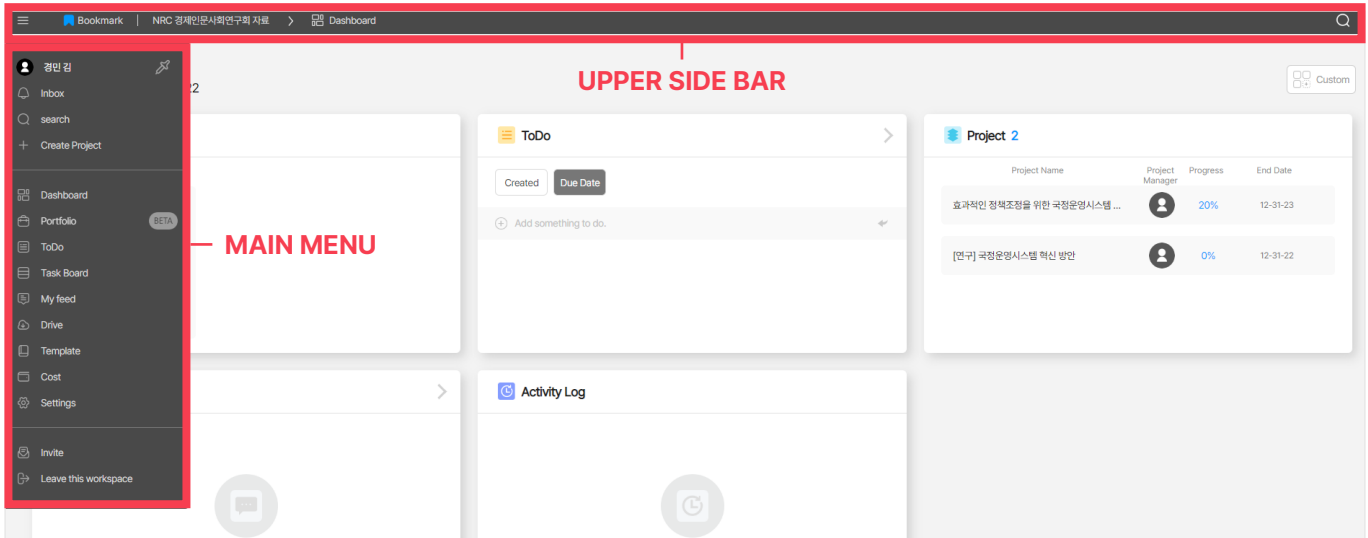 Bookmark NRC 경제인문사회연구회 자료 Dashboard
UPPER SIDE BAR
Custom
경민 김
Inbox
search
Create Project
Dashboard
Portfolio BETA
ToDo
Task Board
My feed
Drive
Template
Cost
Settings
Invite
Leave this workspace
MAIN MENU
22
ToDo
Created Due Date
Add something to do.
Project 2
Project Name Project Manager Progress End Date
효과적인 정책조정을 위한 국정운영시스템 ... 20% 12-31-23
[연구] 국정운영시스템 혁신 방안 0% 12-31-22
Activity Log